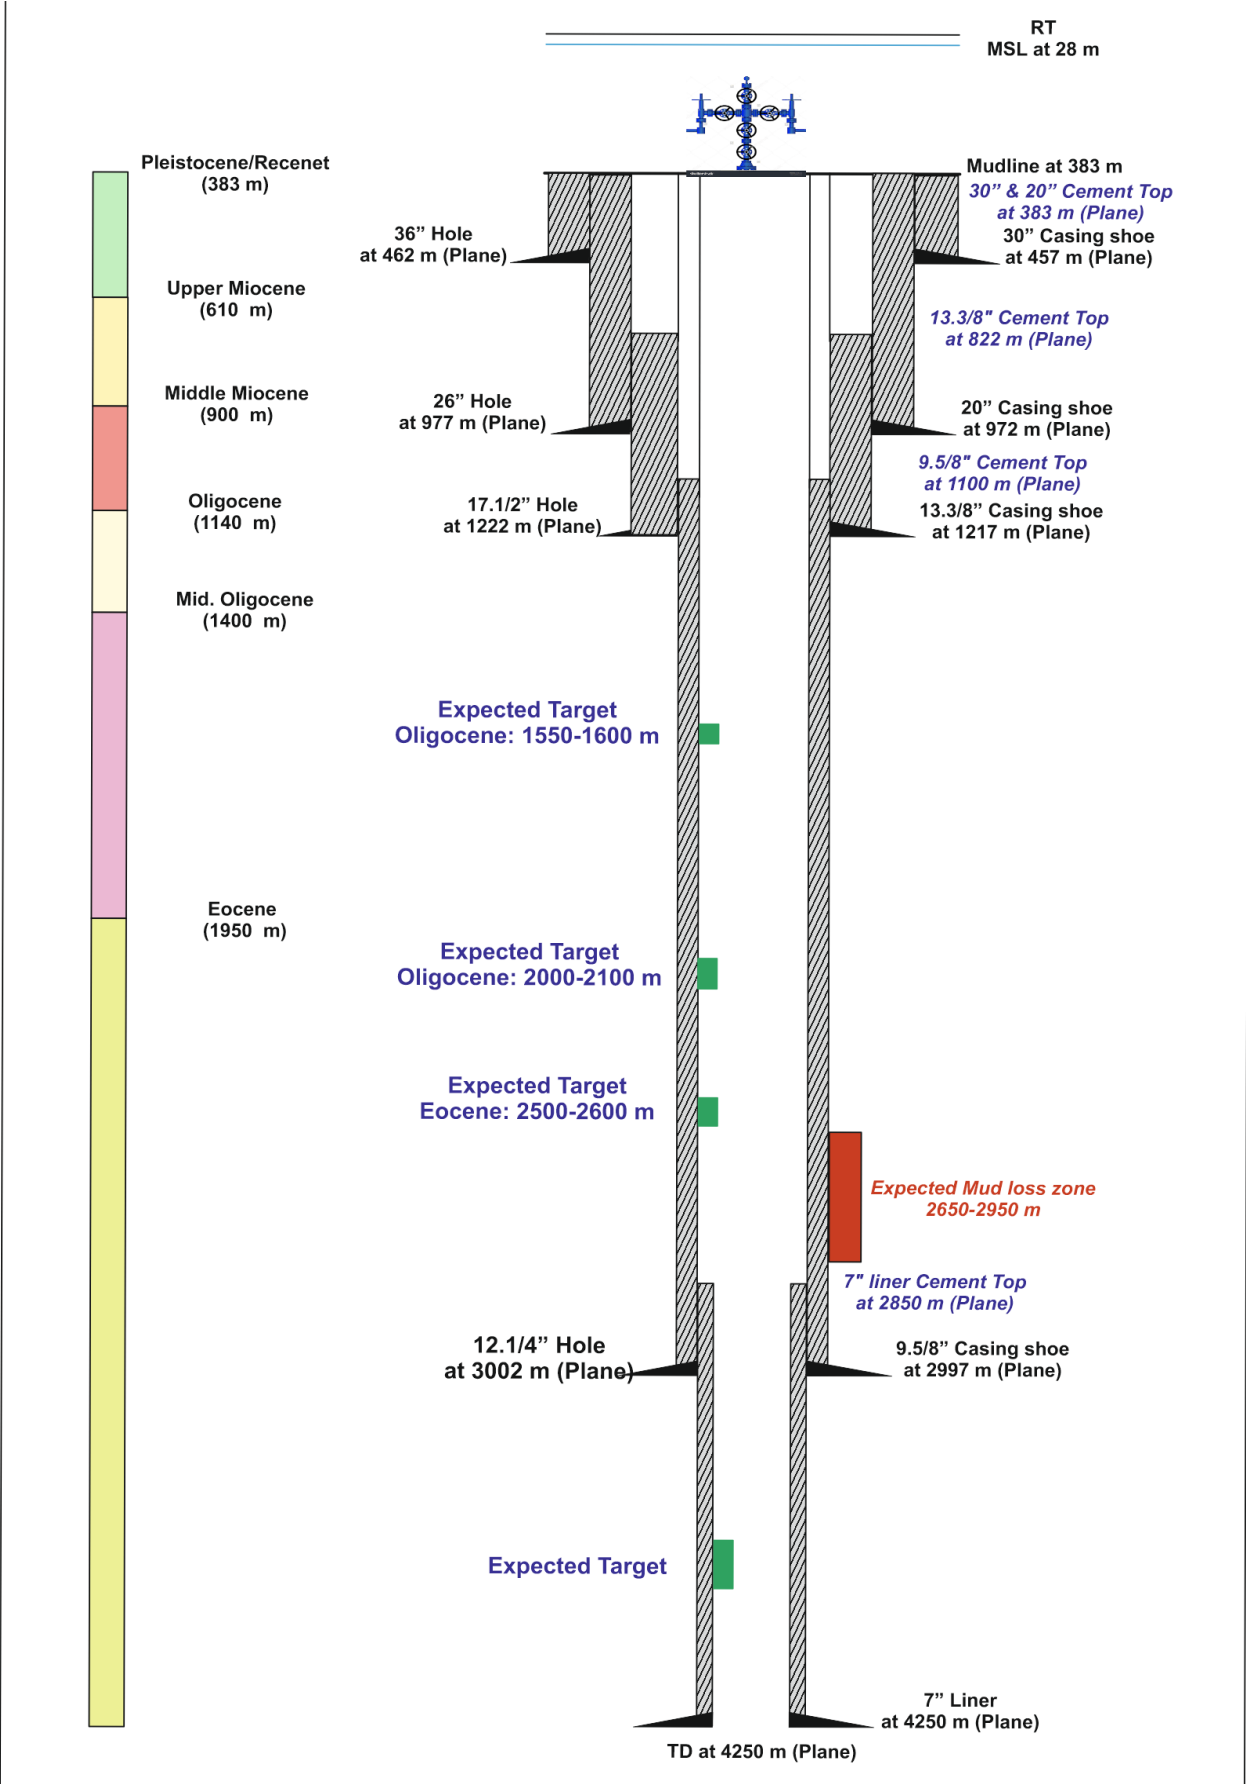 RT
MSL at 28 m
Pleistocene/Recenet
(383 m)
Mudline at 383 m
30” & 20” Cement Top
at 383 m (Plane)
36” Hole
at 462 m (Plane)
30” Casing shoe
at 457 m (Plane)
Upper Miocene
(610 m)
13.3/8" Cement Top
at 822 m (Plane)
Middle Miocene
(900 m)
26” Hole
at 977 m (Plane)
20” Casing shoe
at 972 m (Plane)
9.5/8" Cement Top
at 1100 m (Plane)
Oligocene
(1140 m)
17.1/2” Hole
at 1222 m (Plane)
13.3/8” Casing shoe
at 1217 m (Plane)
Mid. Oligocene
(1400 m)
Expected Target
Oligocene: 1550-1600 m
Eocene
(1950 m)
Expected Target
Oligocene: 2000-2100 m
Expected Target
Eocene: 2500-2600 m
Expected Mud loss zone
2650-2950 m
7" liner Cement Top
at 2850 m (Plane)
12.1/4” Hole
at 3002 m (Plane)
9.5/8” Casing shoe
at 2997 m (Plane)
Expected Target
7” Liner
at 4250 m (Plane)
TD at 4250 m (Plane)